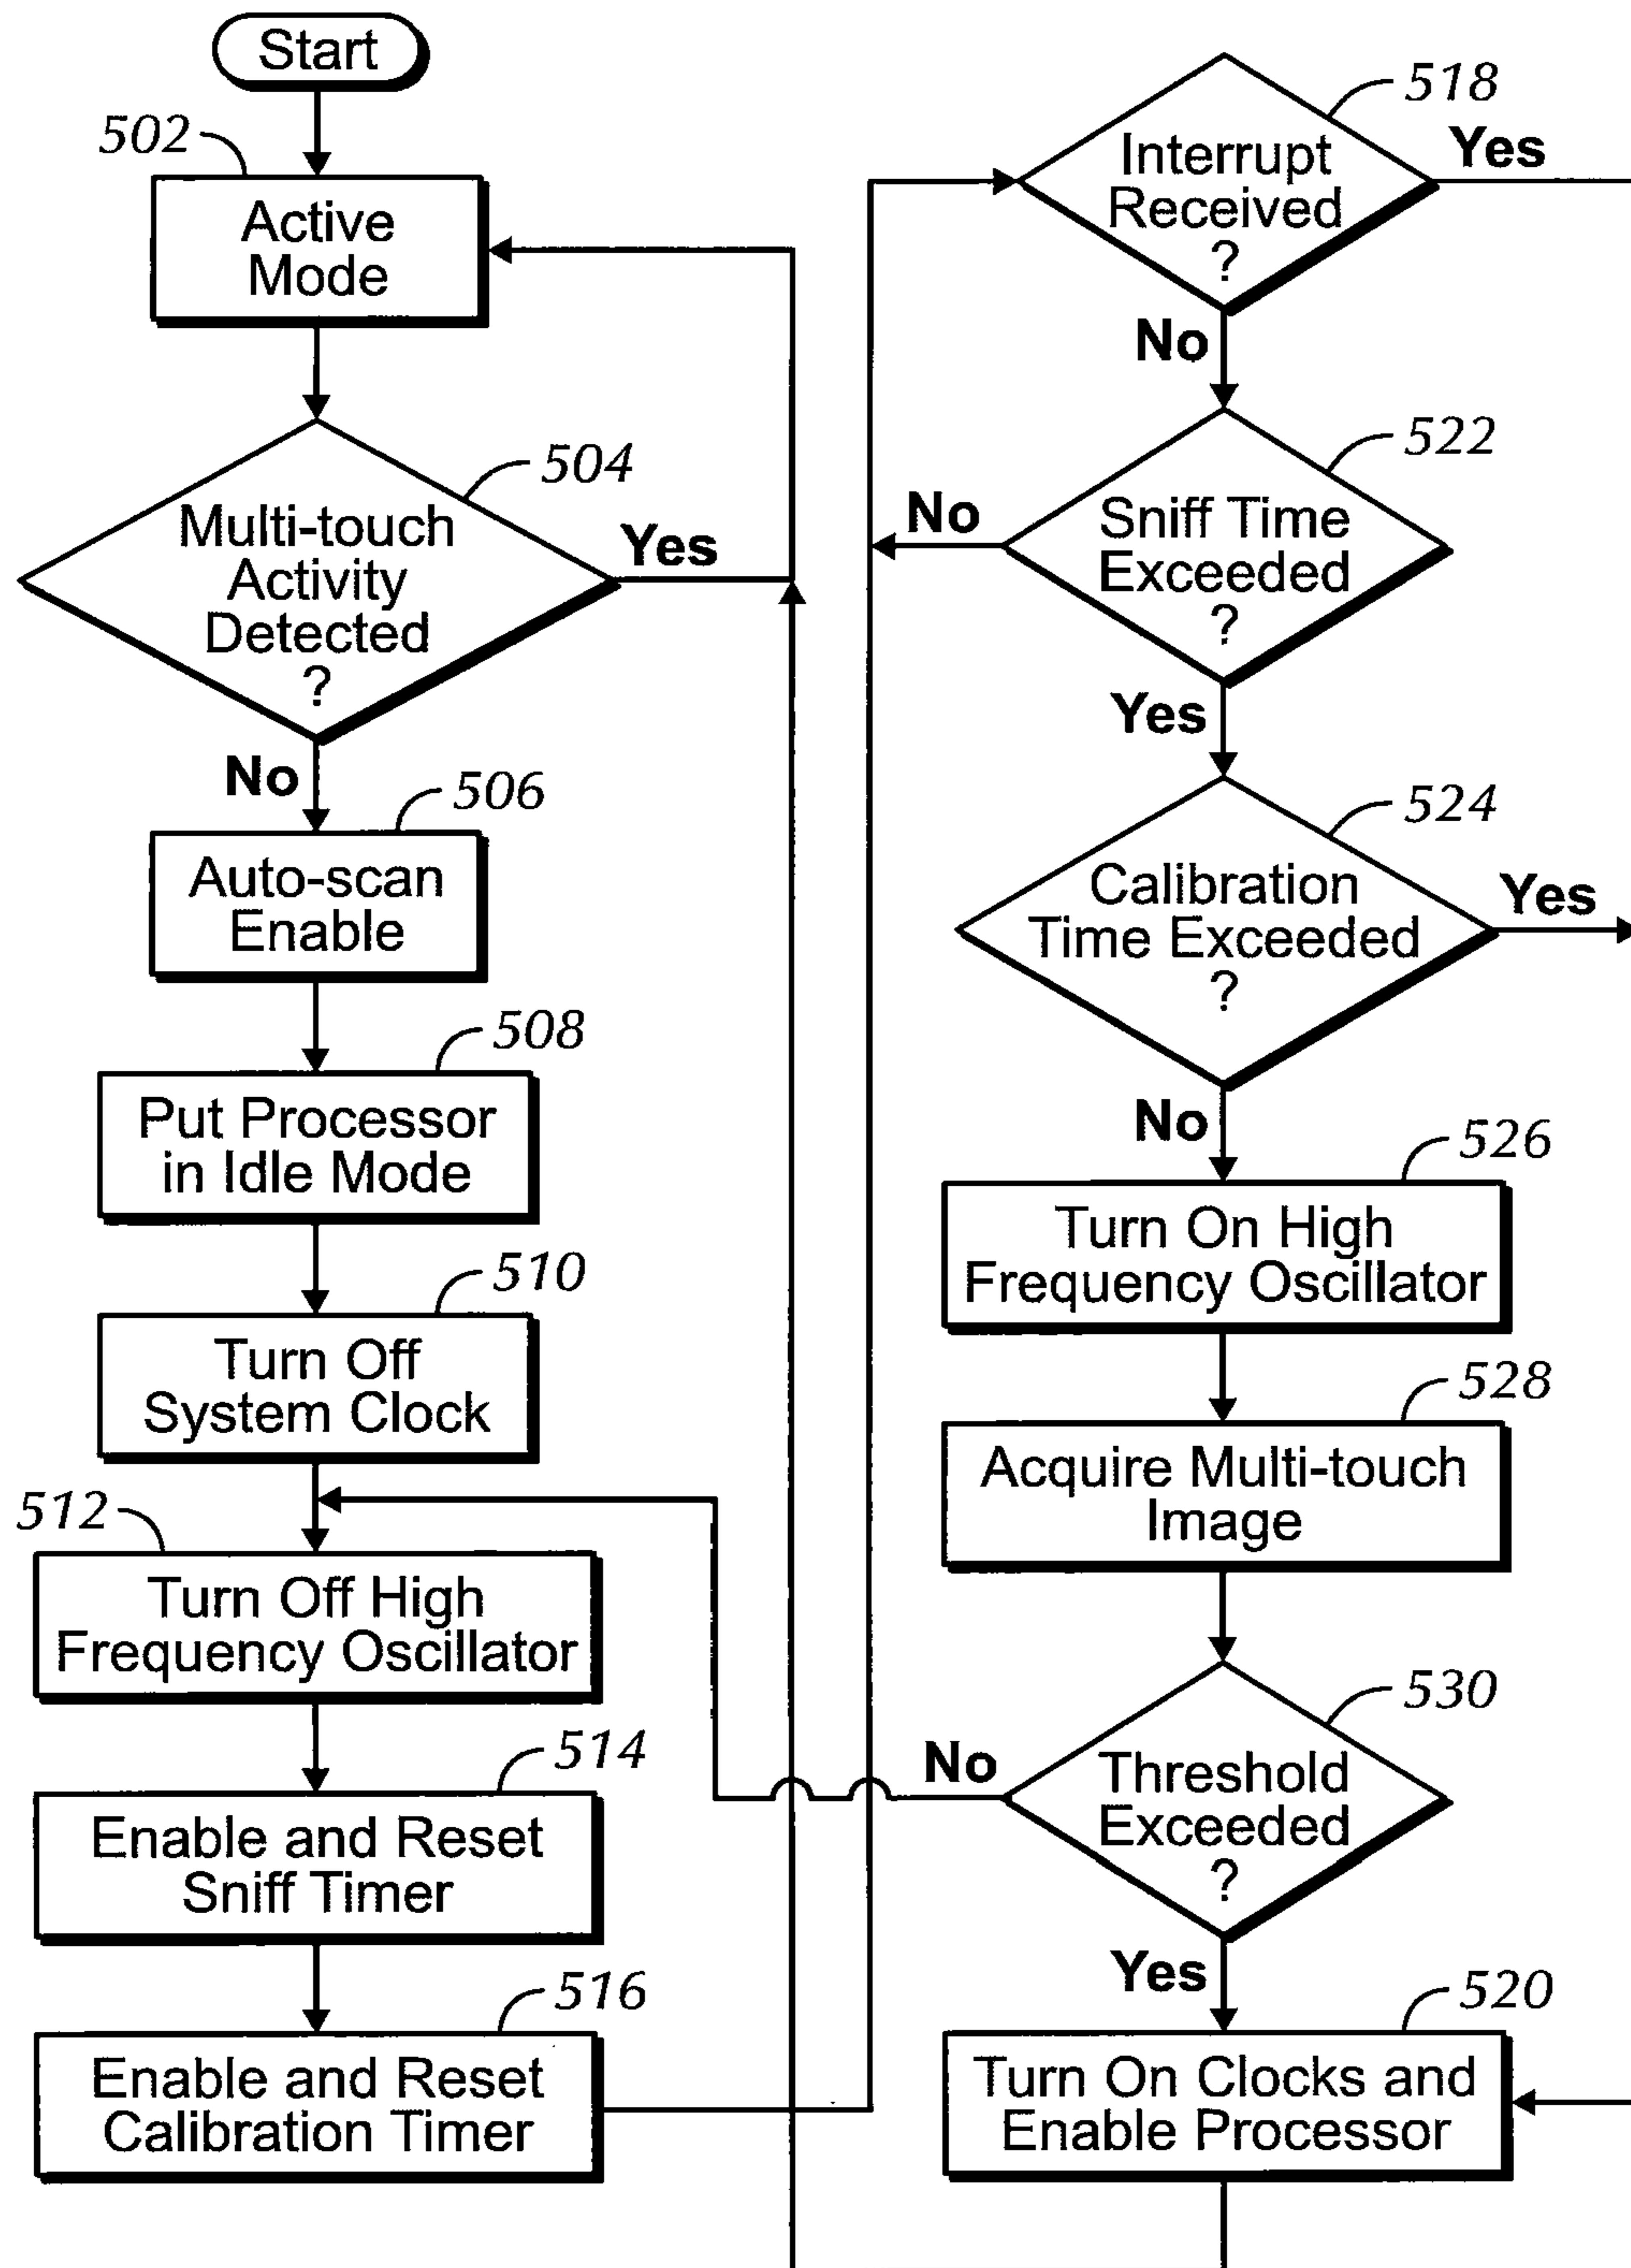 Start
502
Active
Mode
504
Multi-touch
Activity
Detected
?
Yes
No
506
Auto-scan
Enable
508
Put Processor
in Idle Mode
510
Turn Off
System Clock
512
Turn Off High
Frequency Oscillator
514
Enable and Reset
Sniff Timer
516
Enable and Reset
Calibration Timer
518
Interrupt
Received
?
Yes
No
522
Sniff Time
Exceeded
?
No
Yes
524
Calibration
Time Exceeded
?
Yes
No
526
Turn On High
Frequency Oscillator
528
Acquire Multi-touch
Image
530
Threshold
Exceeded
?
No
Yes
520
Turn On Clocks and
Enable Processor